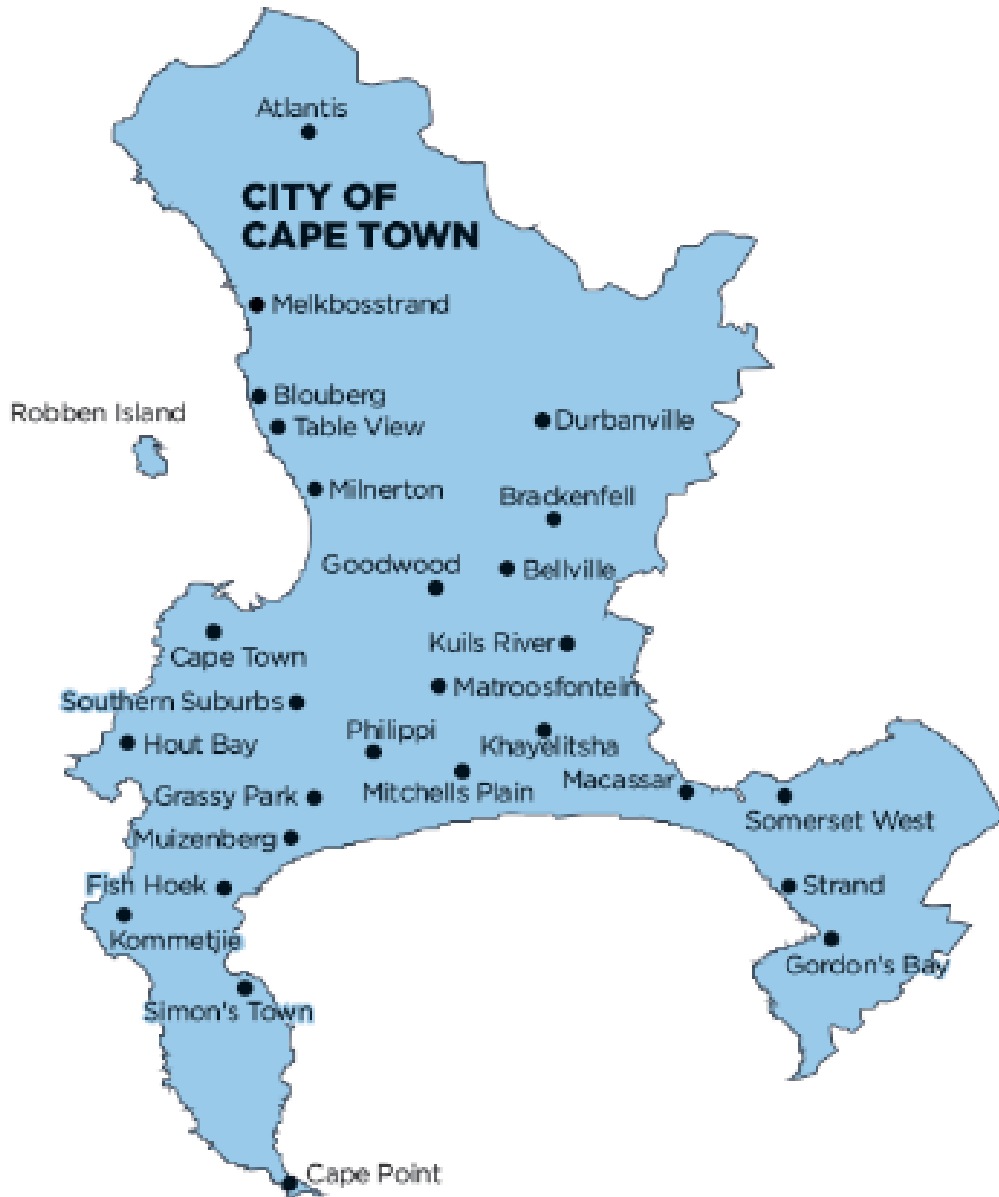 Atlantis
CITY OF
CAPE TOWN
Melkbosstrand
Blouberg
Robben Island
Table View
Durbanville
Milnerton
Brackenfell
Goodwood
Bellville
Cape Town
Kuils River
Matroosfontein
Southern Suburbs
Philippi
Khayelitsha
Hout Bay
Macassar
Mitchells Plain
Grassy Park
Somerset West
Muizenberg
Fish Hoek
Strand
Kommetjie
Gordon's Bay
Simon's Town
Cape Point